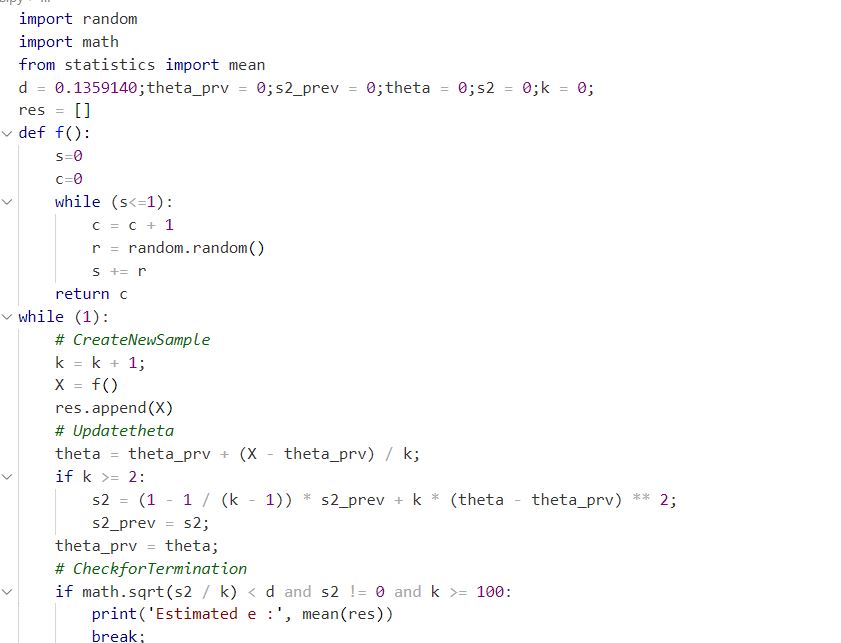 import random
import math
from statistics import mean
d = 0.1359140;theta_prv = 0;s2_prev = 0;theta = 0;s2 = 0;k = 0;
res = []
def f():
    s=0
    c=0
    while (s<=1):
        c = c + 1
        r = random.random()
        s += r
    return c
while (1):
    # CreateNewSample
    k = k + 1;
    X = f()
    res.append(X)
    # Updatetheta
    theta = theta_prv + (X - theta_prv) / k;
    if k >= 2:
        s2 = (1 - 1 / (k - 1)) * s2_prev + k * (theta - theta_prv) ** 2;
        s2_prev = s2;
    theta_prv = theta;
    # CheckforTermination
    if math.sqrt(s2 / k) < d and s2 != 0 and k >= 100:
        print('Estimated e :', mean(res))
        break;